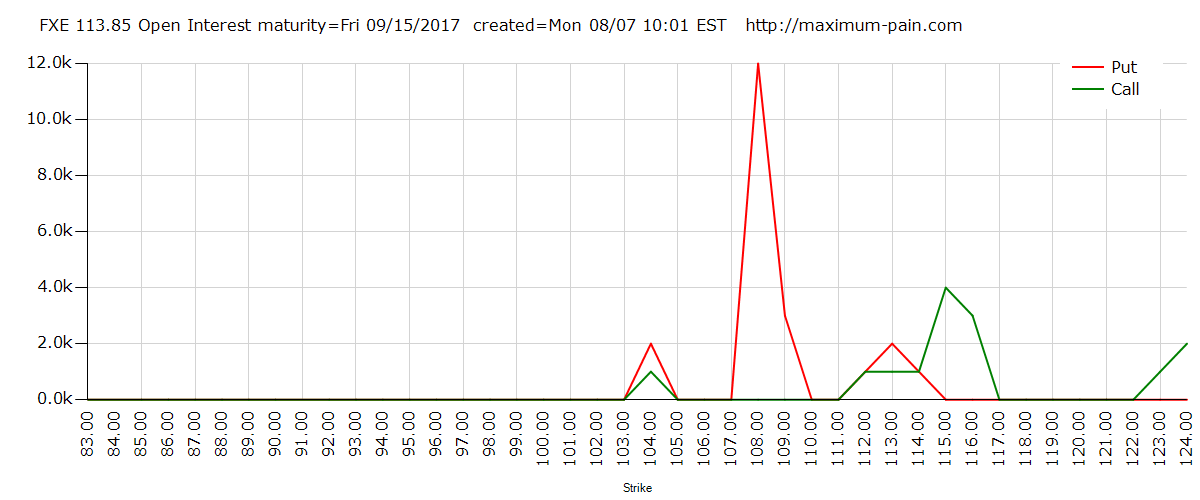 FXE 113.85 Open Interest maturity=Fri 09/15/2017 created=Mon 08/07 10:01 EST http://maximum-pain.com
12.0k
Put
Call
10.0k
8.0k
6.0k
4.0k
2.0k
0.0k
83.00 84.00 85.00 86.00 87.00 88.00 89.00 90.00 91.00 92.00 93.00 94.00 95.00 96.00 97.00 98.00 99.00 100.00 101.00 102.00 103.00 104.00 105.00 106.00 107.00 108.00 109.00 110.00 111.00 112.00 113.00 114.00 115.00 116.00 117.00 118.00 119.00 120.00 121.00 122.00 123.00 124.00
Strike